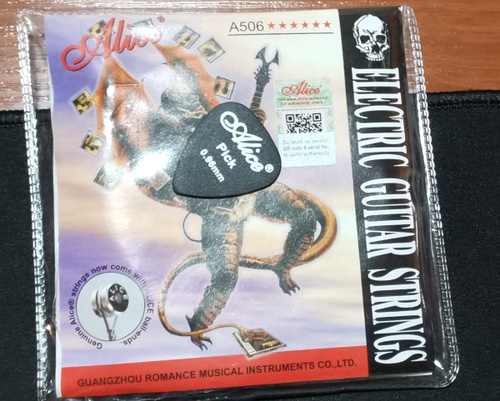 Alice®
A506 ★★★★★★
ELECTRIC GUITAR STRINGS
Alice
Alice®
Pick
0.96mm
Genuine Alice® strings now come with ALICE ball-ends.
GUANGZHOU ROMANCE MUSICAL INSTRUMENTS CO.,LTD.